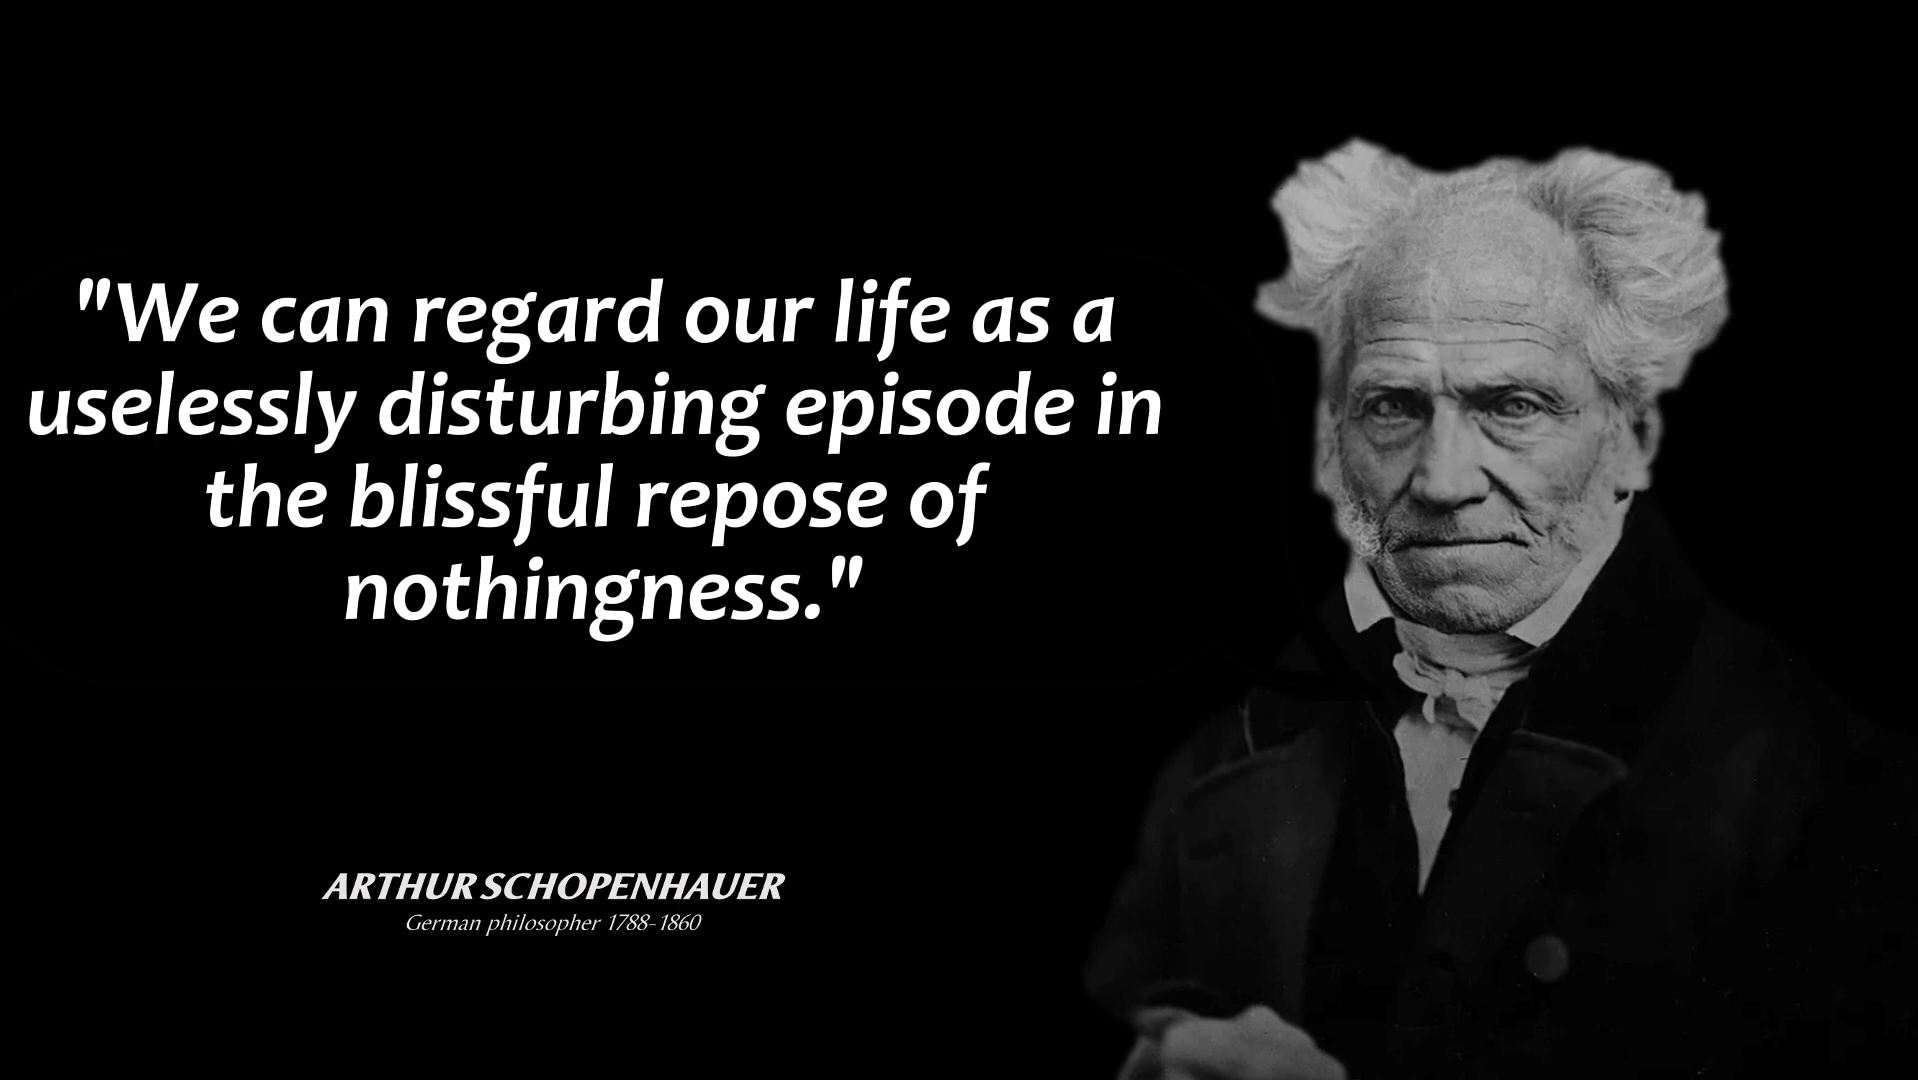 "We can regard our life as a
uselessly disturbing episode in
the blissful repose of
nothingness."
ARTHUR SCHOPENHAUER
German philosopher 1788-1860